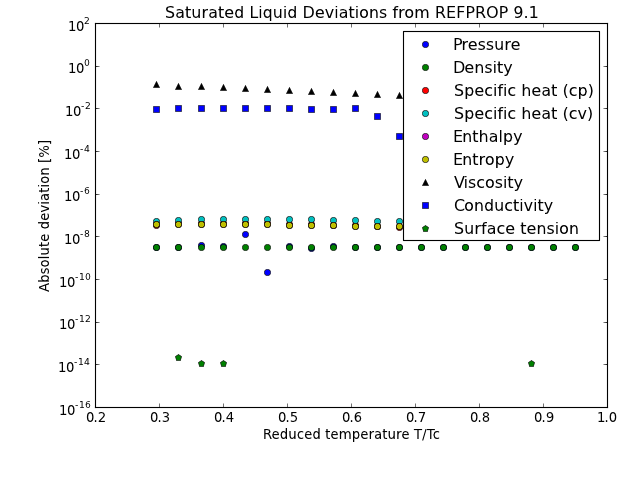 Saturated Liquid Deviations from REFPROP 9.1
10^2
10^0
10^-2
10^-4
10^-6
10^-8
10^-10
10^-12
10^-14
10^-16
Absolute deviation [%]
Pressure
Density
Specific heat (cp)
Specific heat (cv)
Enthalpy
Entropy
Viscosity
Conductivity
Surface tension
0.2 0.3 0.4 0.5 0.6 0.7 0.8 0.9 1.0
Reduced temperature T/Tc